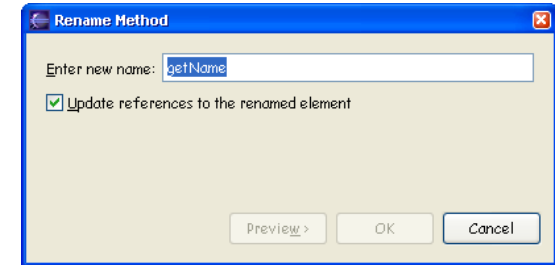 Rename Method
Enter new name: getName
Update references to the renamed element
Preview > OK Cancel